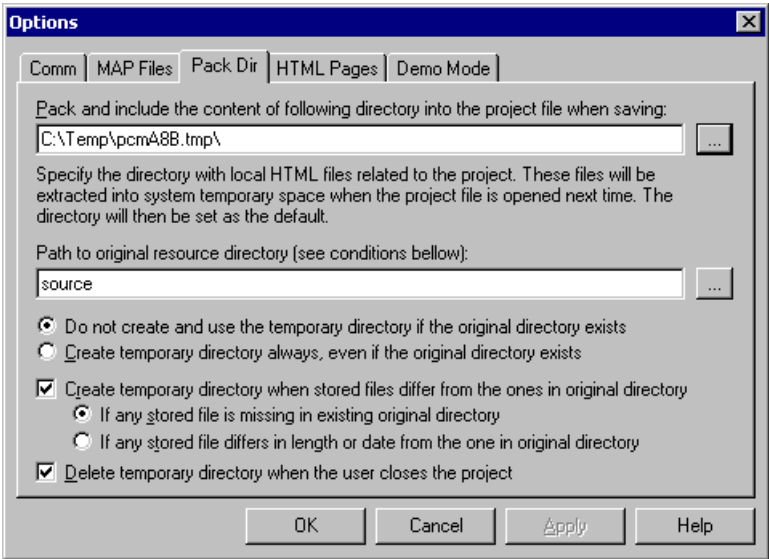 Options
Comm MAP Files Pack Dir HTML Pages Demo Mode
Pack and include the content of following directory into the project file when saving:
C:\Temp\pcmA8B.tmp\
...
Specify the directory with local HTML files related to the project. These files will be
extracted into system temporary space when the project file is opened next time. The
directory will then be set as the default.
Path to original resource directory (see conditions bellow):
source
...
Do not create and use the temporary directory if the original directory exists
Create temporary directory always, even if the original directory exists
Create temporary directory when stored files differ from the ones in original directory
If any stored file is missing in existing original directory
If any stored file differs in length or date from the one in original directory
Delete temporary directory when the user closes the project
OK Cancel Apply Help